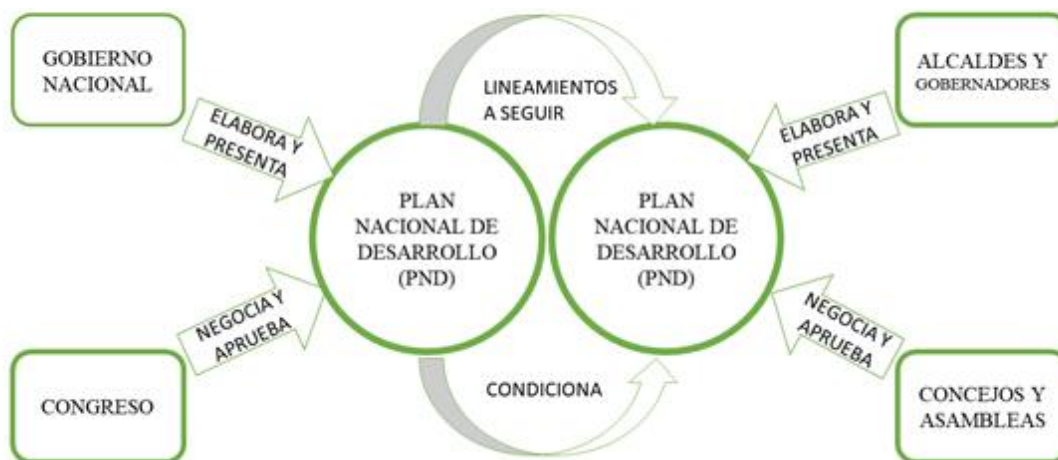 GOBIERNO
NACIONAL
ELABORA Y
PRESENTA
CONGRESO
NEGOCIA Y
APRUEBA
PLAN
NACIONAL DE
DESARROLLO
(PND)
LINEAMIENTOS
A SEGUIR
CONDICIONA
PLAN
NACIONAL DE
DESARROLLO
(PND)
ALCALDES Y
GOBERNADORES
ELABORA Y
PRESENTA
CONCEJOS Y
ASAMBLEAS
NEGOCIA Y
APRUEBA